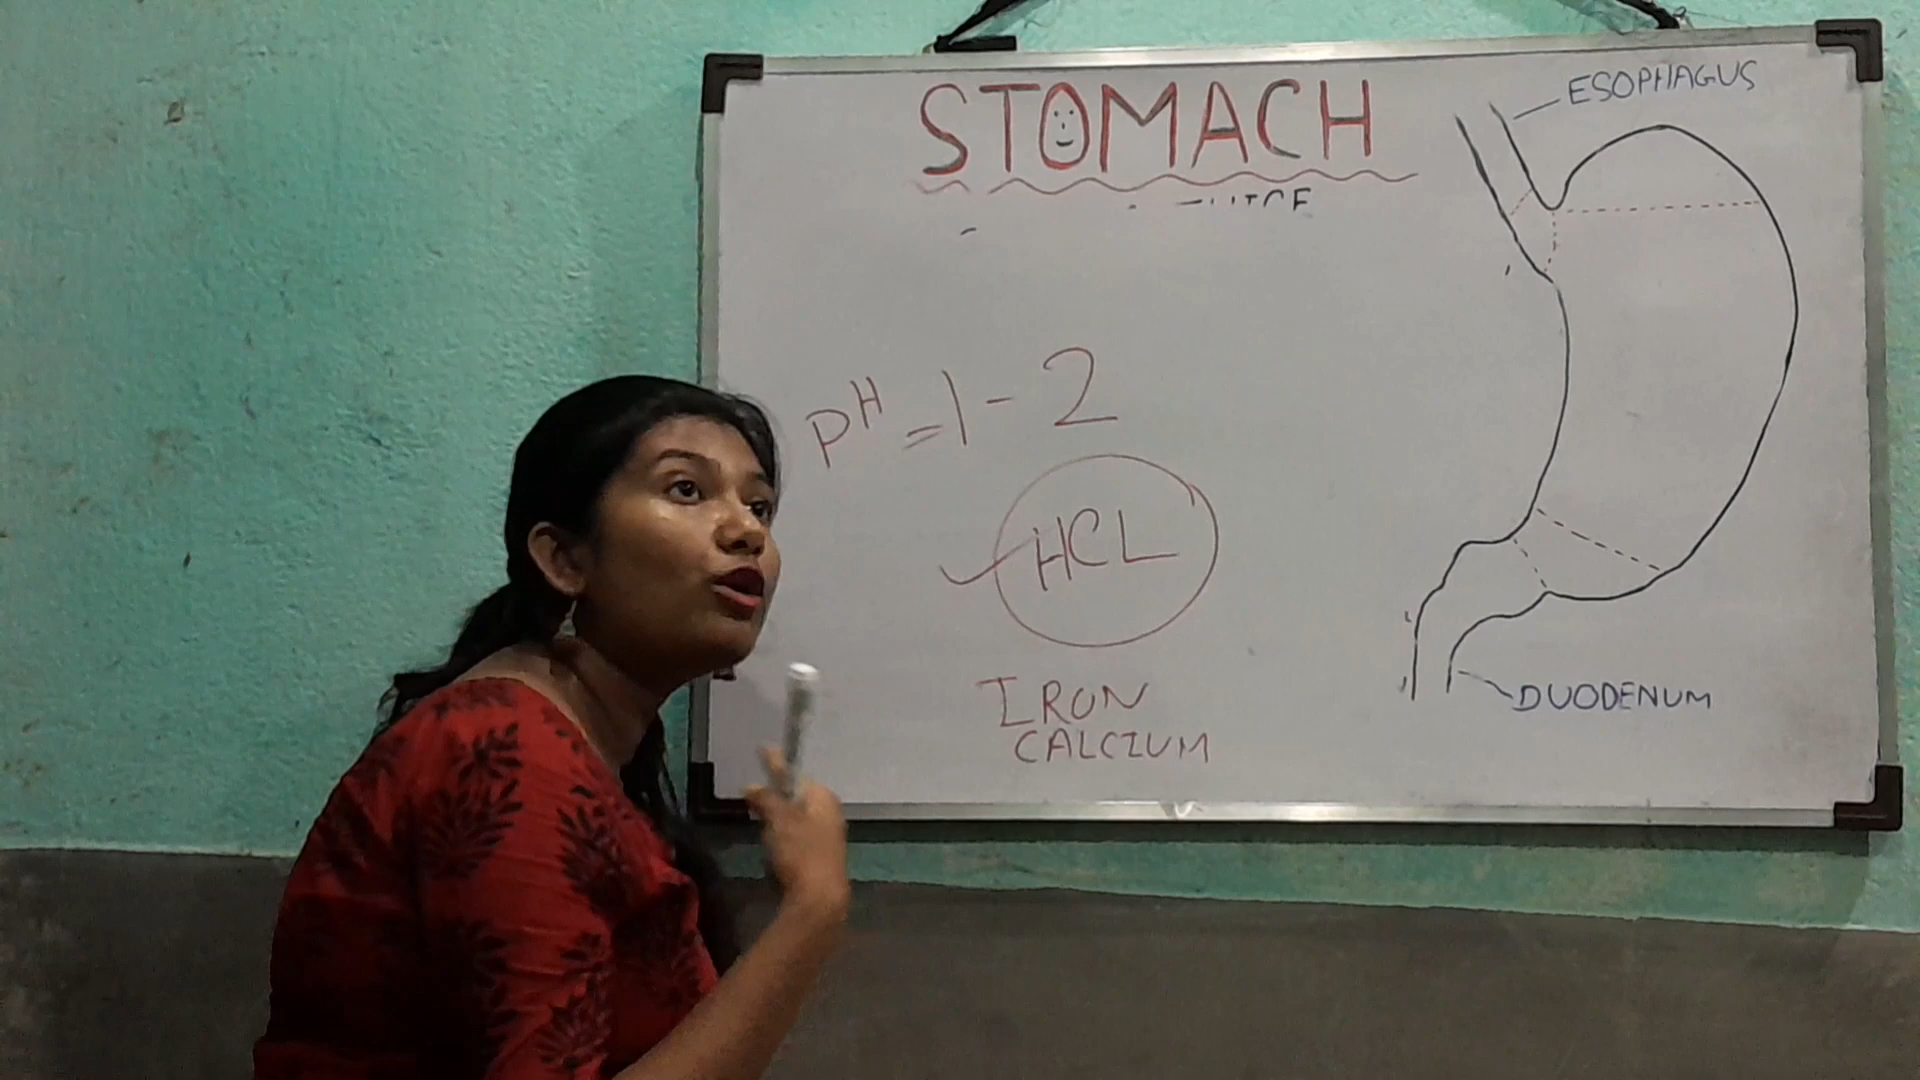 STOMACH
ESOPHAGUS
PH = 1 - 2
HCL
IRON
CALCIUM
DUODENUM